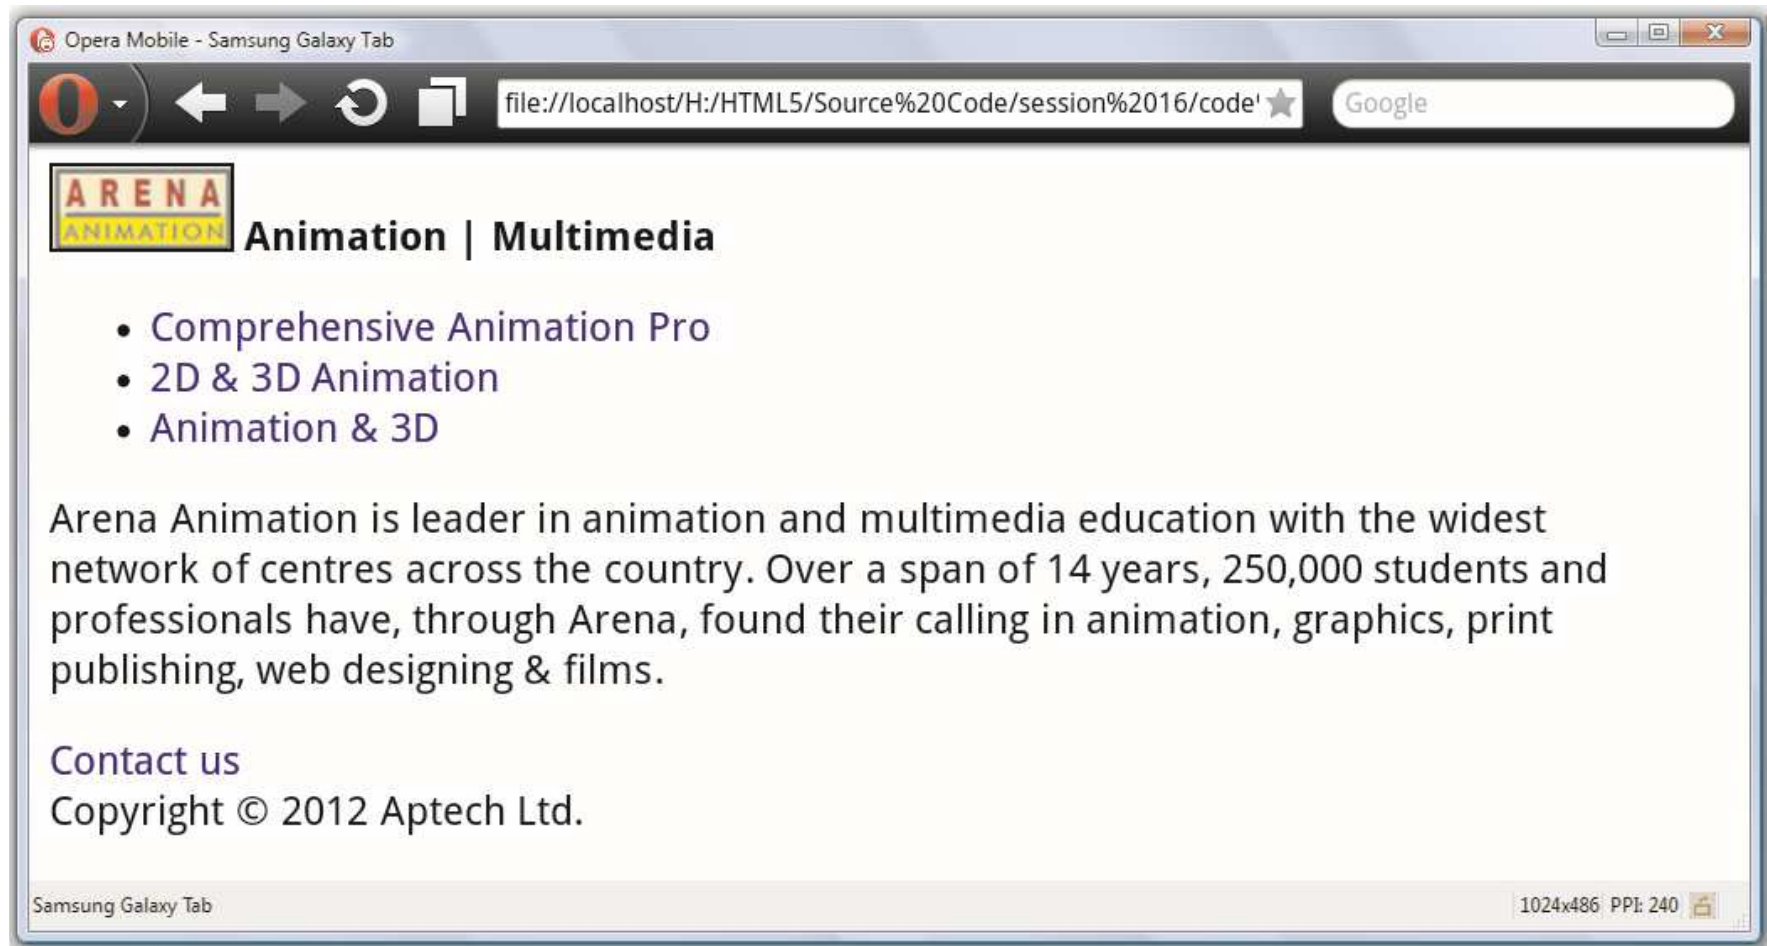 Opera Mobile - Samsung Galaxy Tab
file://localhost/H:/HTML5/Source%20Code/session%2016/code'
Google
ARENA
ANIMATION
Animation | Multimedia
• Comprehensive Animation Pro
• 2D & 3D Animation
• Animation & 3D
Arena Animation is leader in animation and multimedia education with the widest
network of centres across the country. Over a span of 14 years, 250,000 students and
professionals have, through Arena, found their calling in animation, graphics, print
publishing, web designing & films.
Contact us
Copyright © 2012 Aptech Ltd.
Samsung Galaxy Tab
1024x486 PPI: 240